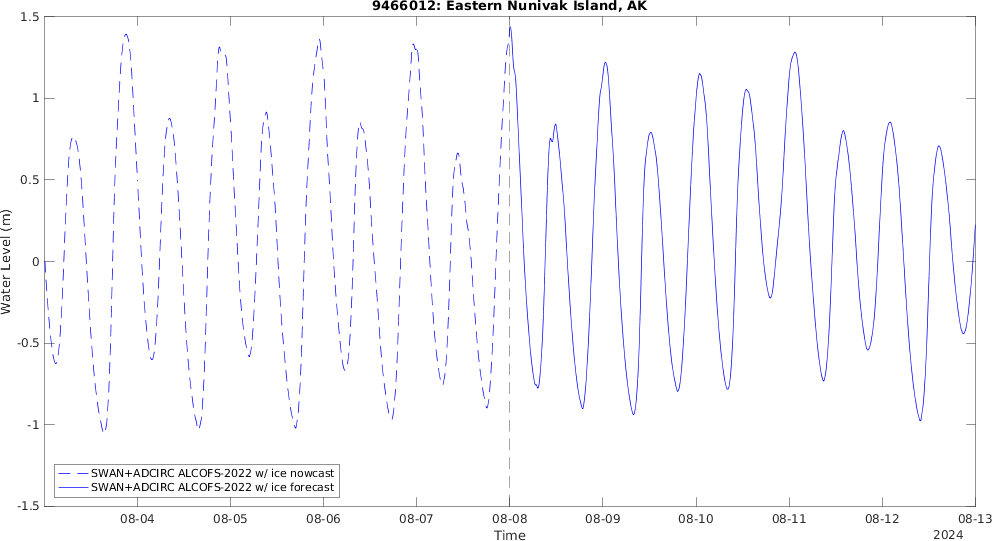 9466012: Eastern Nunivak Island, AK
1.5
1
0.5
0
-0.5
-1
-1.5
Water Level (m)
SWAN+ADCIRC ALCOFS-2022 w/ ice nowcast
SWAN+ADCIRC ALCOFS-2022 w/ ice forecast
08-04 08-05 08-06 08-07 08-08 08-09 08-10 08-11 08-12 08-13
Time
2024